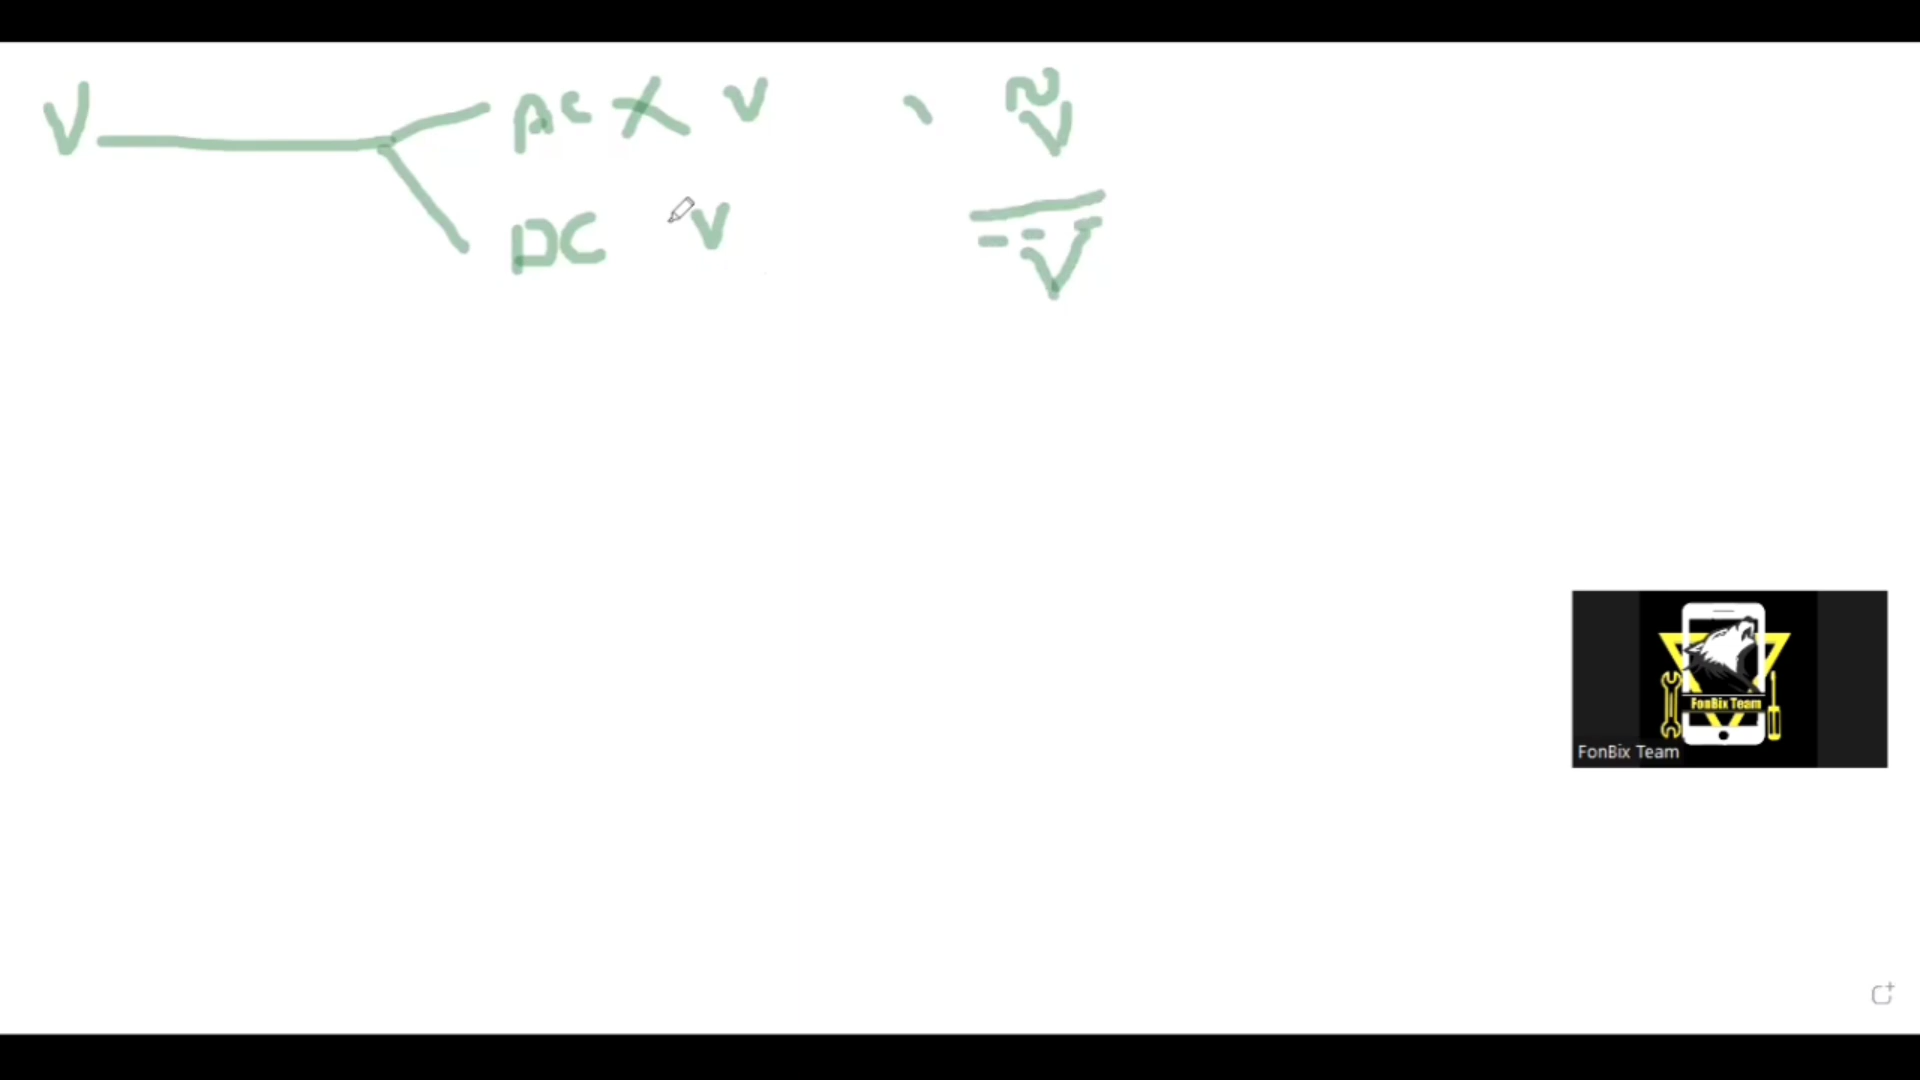 V
AC X V ~V
DC V V
FonBix Team
FonBix Team